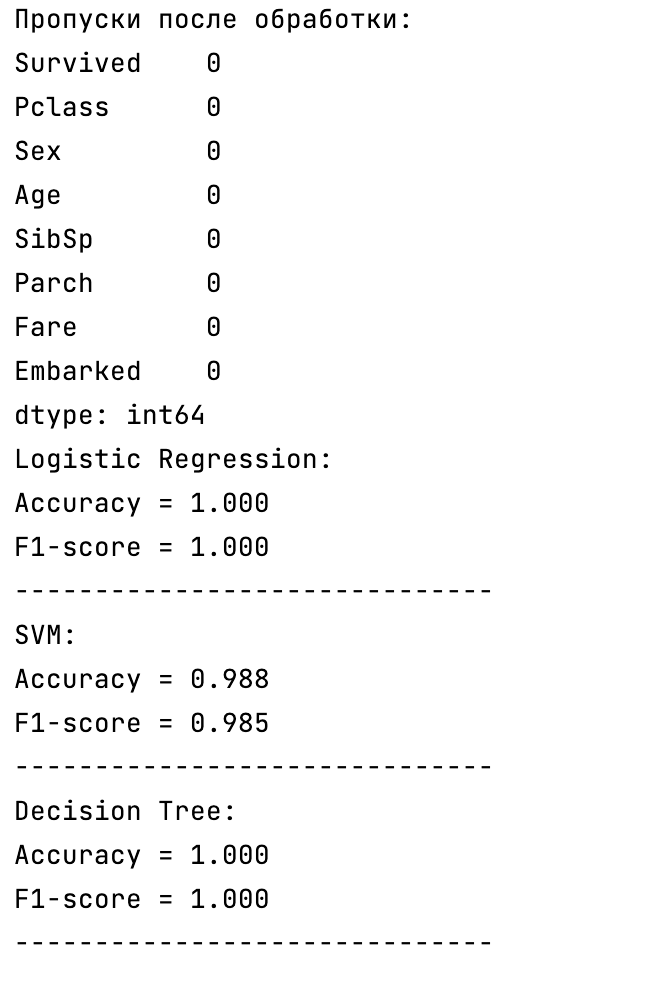 Пропуски после обработки:
Survived    0
Pclass      0
Sex         0
Age         0
SibSp       0
Parch       0
Fare        0
Embarked    0
dtype: int64
Logistic Regression:
Accuracy = 1.000
F1-score = 1.000
------------------------------
SVM:
Accuracy = 0.988
F1-score = 0.985
------------------------------
Decision Tree:
Accuracy = 1.000
F1-score = 1.000
------------------------------